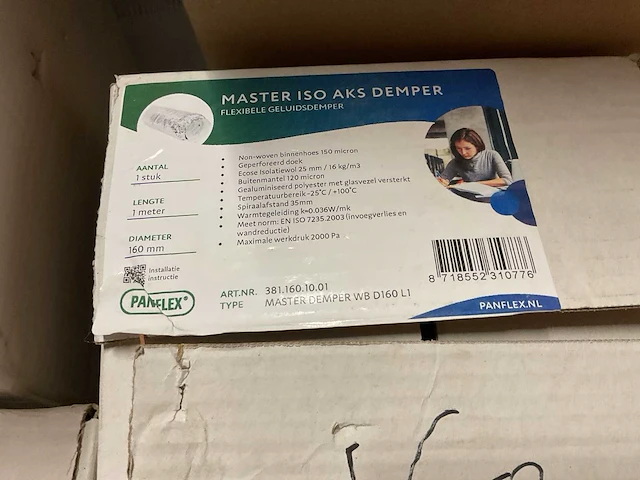 MASTER ISO AKS DEMPER
FLEXIBELE GELUIDSDEMPER
AANTAL
1 stuk
LENGTE
1 meter
DIAMETER
160 mm
Installatie
instructie
PANFLEX®
• Non-woven binnenhoes 150 micron
• Geperforeerd doek
• Ecose Isolatiewol 25 mm / 16 kg/m3
• Buitenmantel 120 micron
• Gealuminiseerd polyester met glasvezel versterkt
• Temperatuurbereik -25°C / +100°C
• Spiraalafstand 35mm
• Warmtegeleiding k=0.036W/mk
• Meet norm: EN ISO 7235.2003 (invoegverlies en
wandreductie)
• Maximale werkdruk 2000 Pa
ART.NR. 381.160.10.01
TYPE MASTER DEMPER WB D160 L1
8 718552 310776
PANFLEX.NL